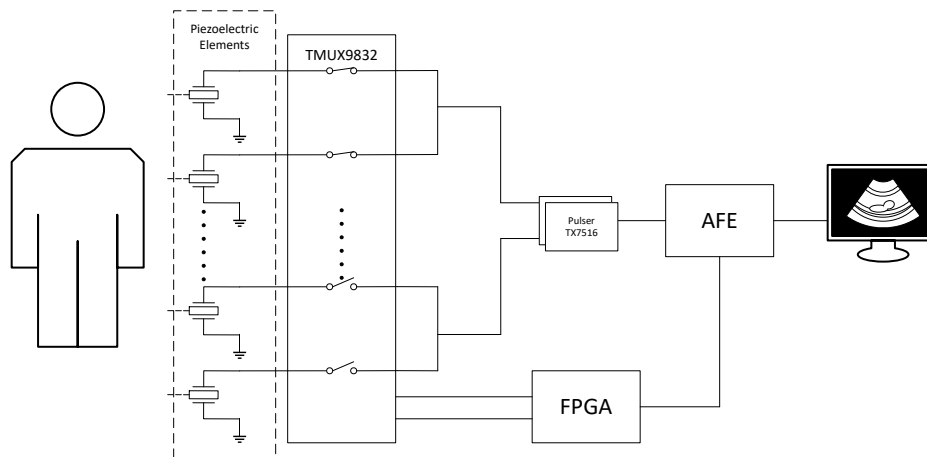 Piezoelectric
Elements
TMUX9832
Pulser
TX7516
AFE
FPGA